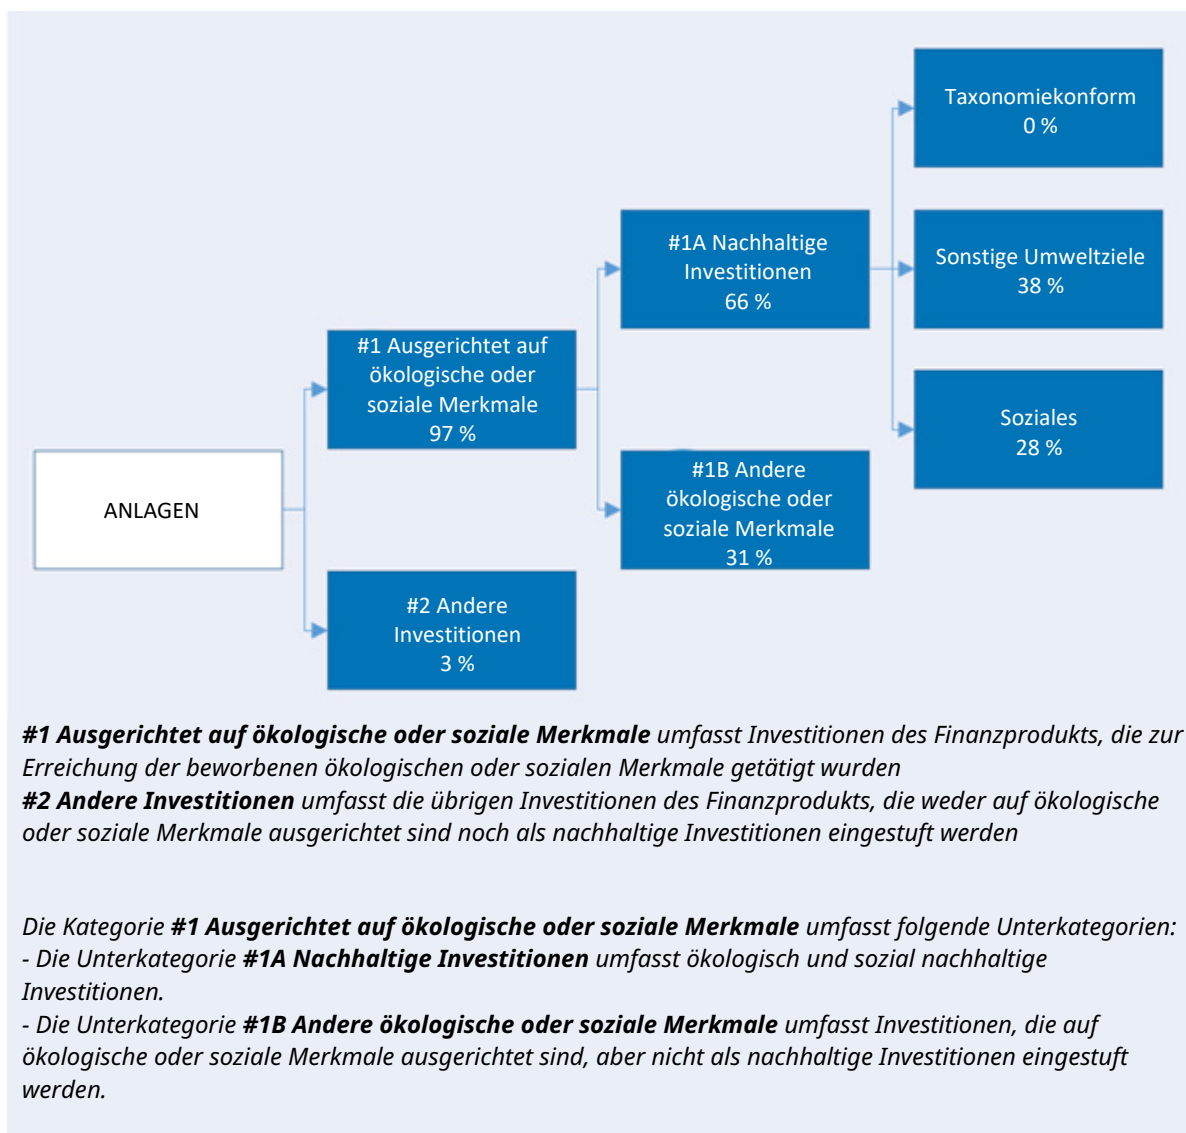 Taxonomiekonform
0 %
#1A Nachhaltige
Investitionen
66 %
Sonstige Umweltziele
38 %
#1 Ausgerichtet auf
ökologische oder
soziale Merkmale
97 %
Soziales
28 %
ANLAGEN
#1B Andere
ökologische oder
soziale Merkmale
31 %
#2 Andere
Investitionen
3 %
#1 Ausgerichtet auf ökologische oder soziale Merkmale umfasst Investitionen des Finanzprodukts, die zur
Erreichung der beworbenen ökologischen oder sozialen Merkmale getätigt wurden
#2 Andere Investitionen umfasst die übrigen Investitionen des Finanzprodukts, die weder auf ökologische
oder soziale Merkmale ausgerichtet sind noch als nachhaltige Investitionen eingestuft werden
Die Kategorie #1 Ausgerichtet auf ökologische oder soziale Merkmale umfasst folgende Unterkategorien:
- Die Unterkategorie #1A Nachhaltige Investitionen umfasst ökologisch und sozial nachhaltige
Investitionen.
- Die Unterkategorie #1B Andere ökologische oder soziale Merkmale umfasst Investitionen, die auf
ökologische oder soziale Merkmale ausgerichtet sind, aber nicht als nachhaltige Investitionen eingestuft
werden.